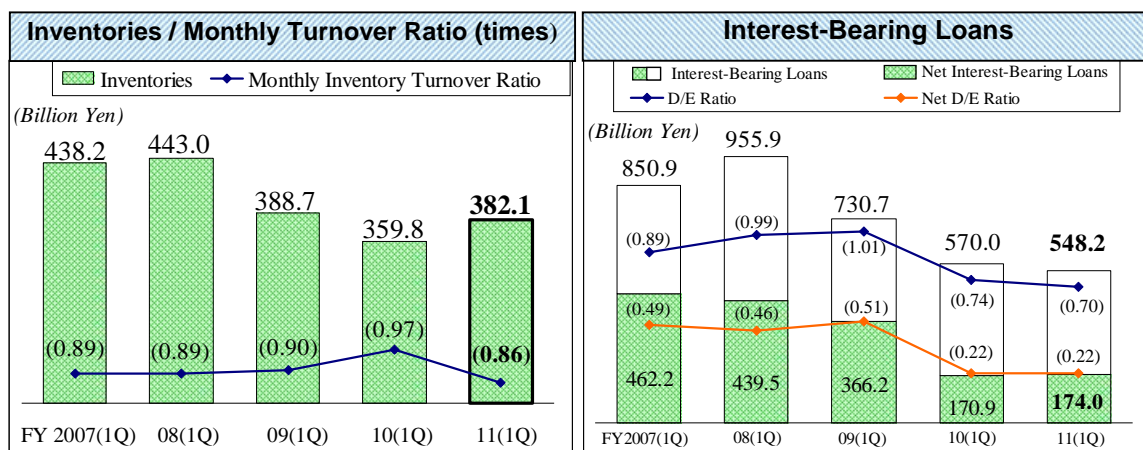 Inventories / Monthly Turnover Ratio (times)
Inventories Monthly Inventory Turnover Ratio
(Billion Yen)
438.2 443.0 388.7 359.8 382.1
(0.89) (0.89) (0.90) (0.97) (0.86)
FY 2007(1Q) 08(1Q) 09(1Q) 10(1Q) 11(1Q)
Interest-Bearing Loans
Interest-Bearing Loans Net Interest-Bearing Loans
D/E Ratio Net D/E Ratio
(Billion Yen)
850.9 955.9 730.7 570.0 548.2
(0.89) (0.99) (1.01) (0.74) (0.70)
(0.49) (0.46) (0.51) (0.22) (0.22)
462.2 439.5 366.2 170.9 174.0
FY2007(1Q) 08(1Q) 09(1Q) 10(1Q) 11(1Q)